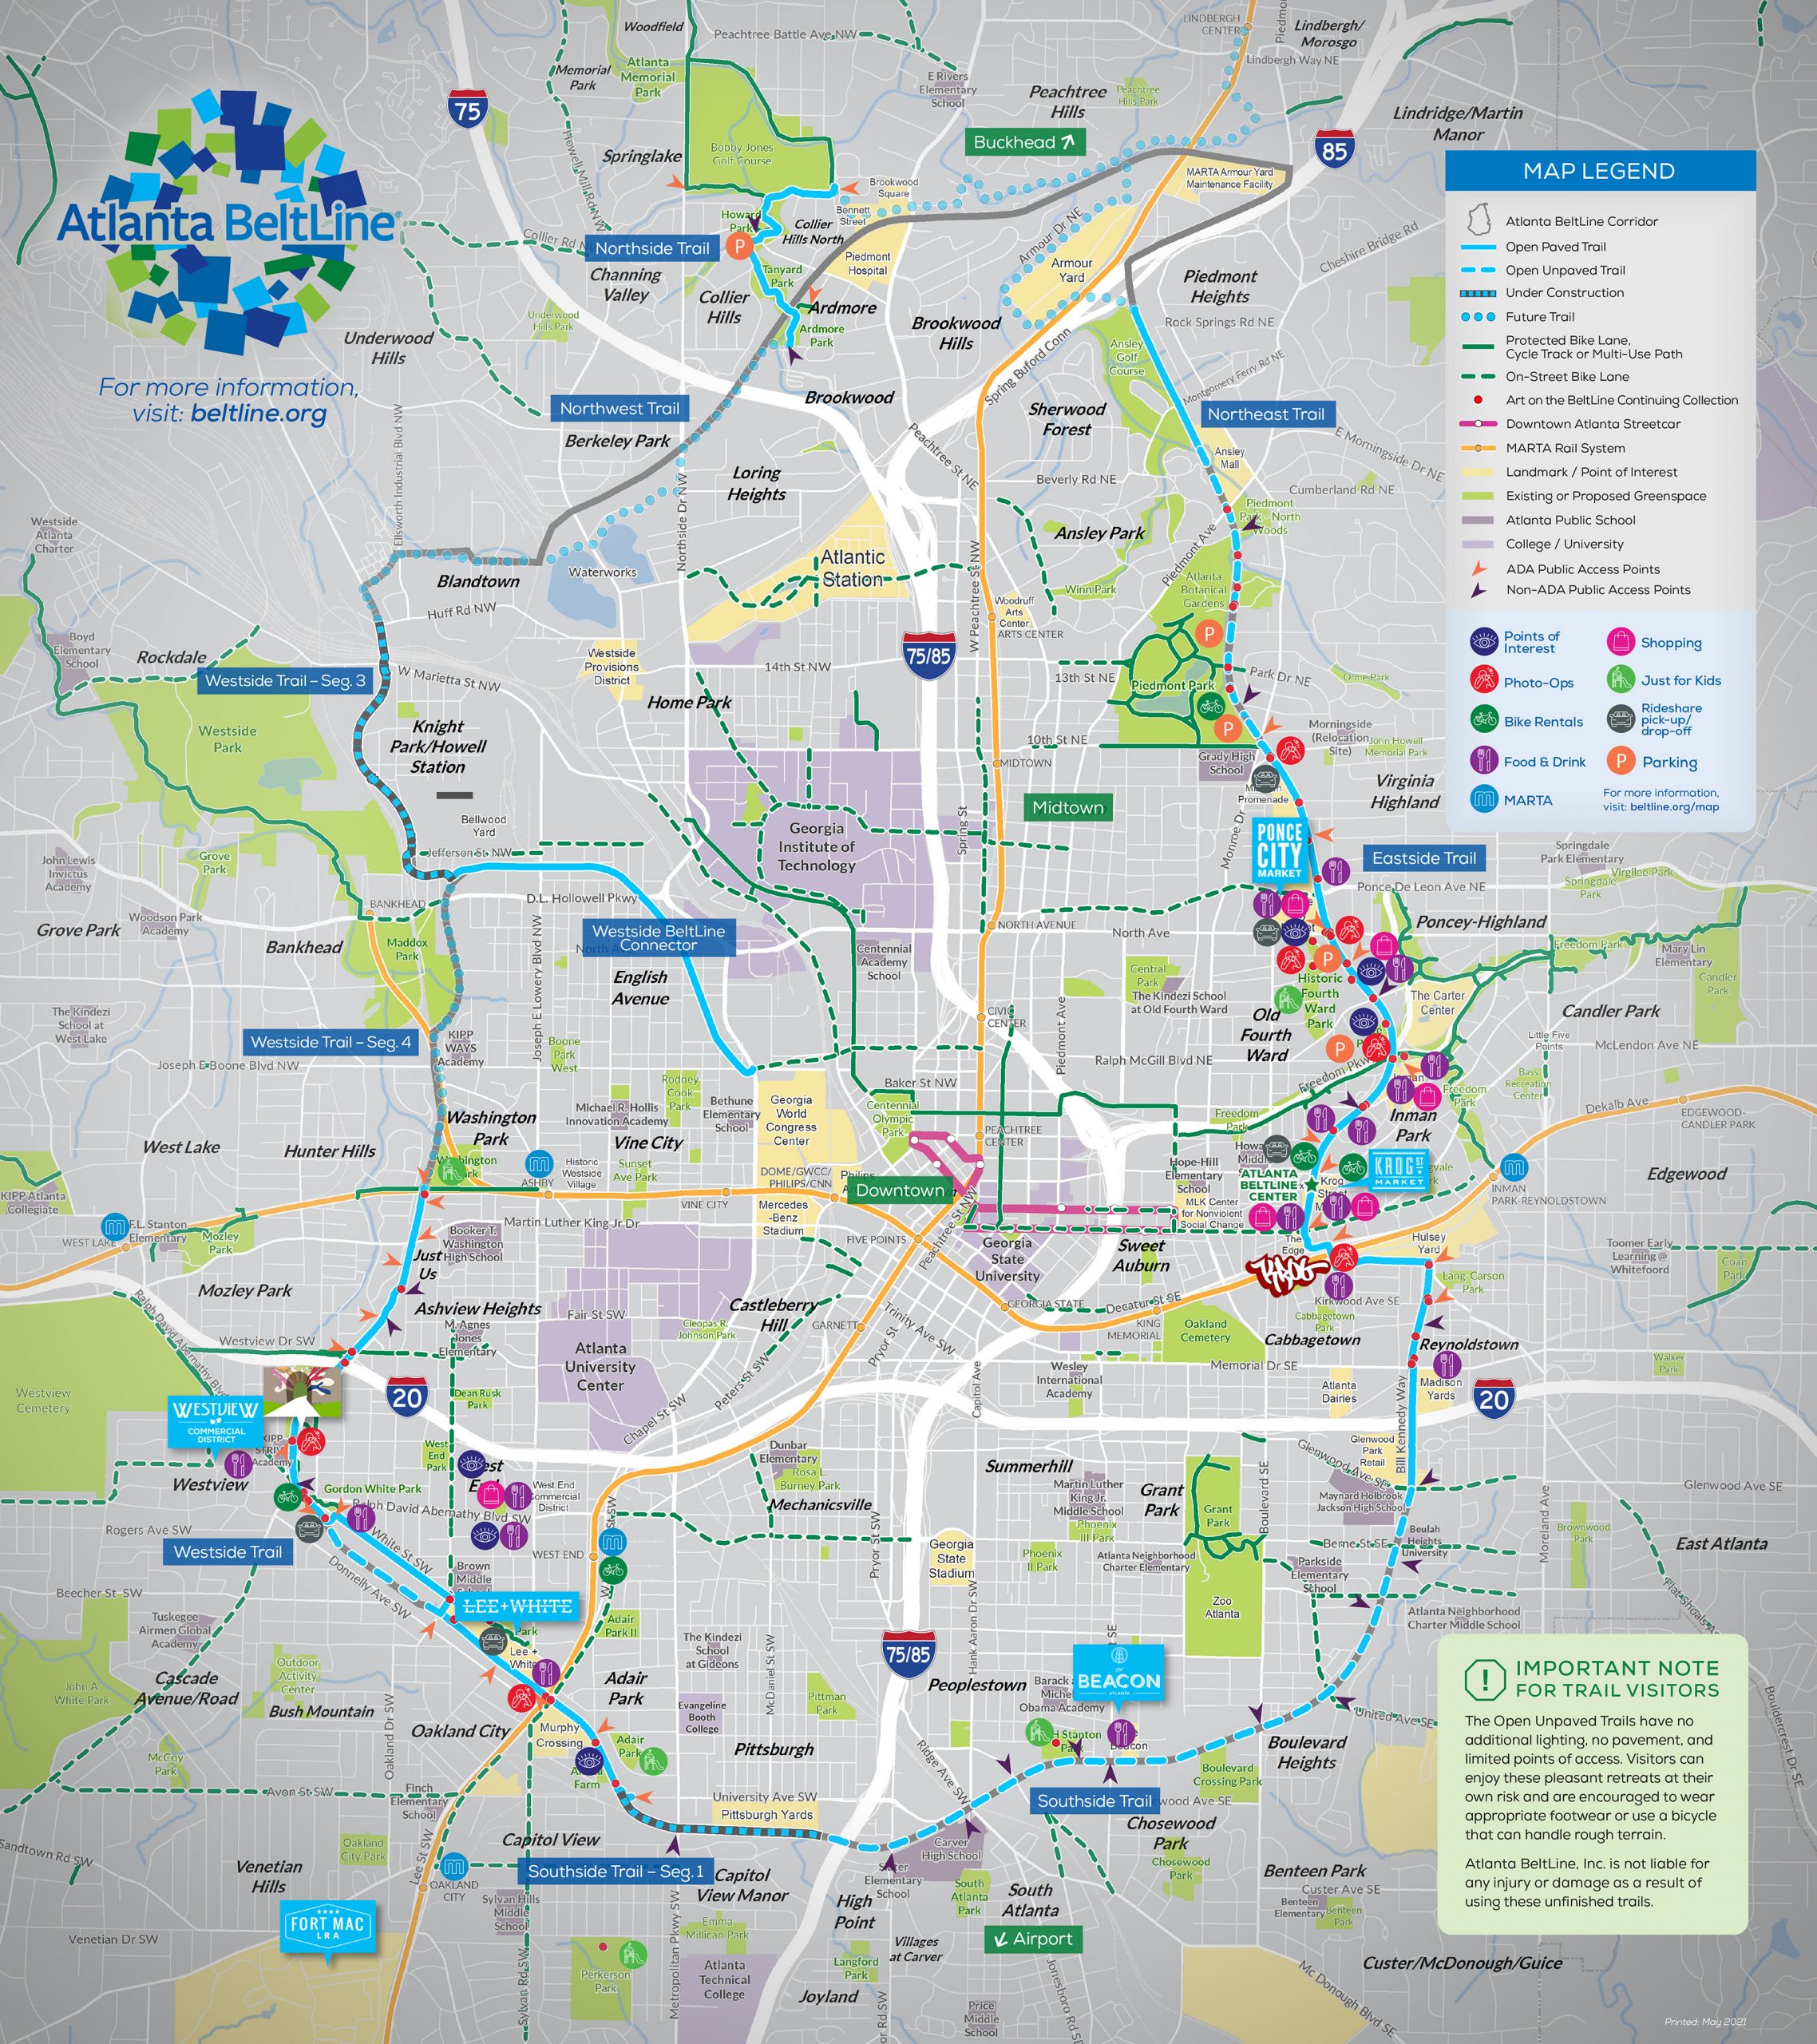 Atlanta BeltLine
For more information,
visit: beltline.org
MAP LEGEND
Atlanta BeltLine Corridor
Open Paved Trail
Open Unpaved Trail
Under Construction
Future Trail
Protected Bike Lane,
Cycle Track or Multi-Use Path
On-Street Bike Lane
Art on the BeltLine Continuing Collection
Downtown Atlanta Streetcar
MARTA Rail System
Landmark / Point of Interest
Existing or Proposed Greenspace
Atlanta Public School
College / University
ADA Public Access Points
Non-ADA Public Access Points
Points of
Interest
Shopping
Photo-Ops
Just for Kids
Bike Rentals
Rideshare
pick-up/
drop-off
Food & Drink
Parking
MARTA
For more information,
visit: beltline.org/map
Woodfield
Peachtree Battle Ave NW
LINDBERGH
CENTER
Lindbergh/
Morosgo
Lindbergh Way NE
Memorial
Park
Atlanta
Memorial
Park
E Rivers
Elementary
School
Peachtree
Hills
Peachtree
Hills Park
Lindridge/Martin
Manor
75
85
Buckhead
Springlake
Bobby Jones
Golf Course
Howell Mill Rd NW
MARTA Armour Yard
Maintenance Facility
Brookwood
Square
Bennett
Street
Howard
Park
Collier
Hills North
Collier Rd N
Northside Trail
P
Piedmont
Hospital
Armour Dr NE
Armour
Yard
Cheshire Bridge Rd
Channing
Valley
Tanyard
Park
Collier
Hills
Ardmore
Ardmore
Park
Piedmont
Heights
Rock Springs Rd NE
Underwood
Hills
Underwood
Hills Park
Brookwood
Hills
Spring Buford Conn
Ansley
Golf
Course
Montgomery Ferry Rd NE
Brookwood
Northwest Trail
Berkeley Park
Sherwood
Forest
Northeast Trail
E Morningside Dr NE
Peachtree St NE
Ansley
Mall
Loring
Heights
Beverly Rd NE
Cumberland Rd NE
Ellsworth Industrial Blvd NW
Northside Dr NW
Westside
Atlanta
Charter
Piedmont
Park - North
Woods
Ansley Park
Piedmont Ave
Atlantic
Station
Waterworks
Blandtown
Huff Rd NW
W Peachtree St NW
Winn Park
Atlanta
Botanical
Gardens
Woodruff
Arts
Center
ARTS CENTER
Boyd
Elementary
School
Rockdale
Westside
Provisions
District
75/85
14th St NW
13th St NE
Park Dr NE
Orme Park
Westside Trail – Seg. 3
W Marietta St NW
Piedmont Park
Home Park
Westside
Park
Knight
Park/Howell
Station
10th St NE
Morningside
(Relocation
Site)
John Howell
Memorial Park
MIDTOWN
Grady High
School
Virginia
Highland
Promenade
Midtown
Bellwood
Yard
Georgia
Institute of
Technology
Spring St
Monroe Dr
PONCE
CITY
MARKET
Eastside Trail
Springdale
Park Elementary
Jefferson St NW
John Lewis
Invictus
Academy
Grove
Park
Springdale
Park
Virgilee Park
Ponce De Leon Ave NE
D.L. Hollowell Pkwy
BANKHEAD
Woodson Park
Academy
Grove Park
Bankhead
Maddox
Park
Westside BeltLine
Connector
NORTH AVENUE
North Ave
Poncey-Highland
Freedom Park
Mary Lin
Elementary
Centennial
Academy
School
English
Avenue
Central
Park
The Kindezi School
at Old Fourth Ward
Historic
Fourth
Ward
Park
The Carter
Center
Candler
Park
Candler Park
The Kindezi
School at
West Lake
Joseph E Lowery Blvd NW
CIVIC
CENTER
Piedmont Ave
Old
Fourth
Ward
Little Five
Points
McLendon Ave NE
Westside Trail – Seg. 4
KIPP
WAYS
Academy
Boone
Park
West
Joseph E Boone Blvd NW
Ralph McGill Blvd NE
Freedom Pkwy
Baker St NW
Rodney
Cook
Park
Bass
Recreation
Center
Freedom
Park
Dekalb Ave
EDGEWOOD-
CANDLER PARK
Washington
Park
Michael R. Hollis
Innovation Academy
Bethune
Elementary
School
Georgia
World
Congress
Center
Centennial
Olympic
Park
PEACHTREE
CENTER
Freedom
Park
Inman
Park
West Lake
Hunter Hills
Vine City
ASHBY
Historic
Westside
Village
Sunset
Ave Park
DOME/GWCC/
PHILIPS/CNN
Downtown
Hope-Hill
Elementary
School
ATLANTA
BELTLINE
CENTER
KROG ST
MARKET
Edgewood
INMAN
PARK-REYNOLDSTOWN
KIPP Atlanta
Collegiate
VINE CITY
Mercedes
-Benz
Stadium
MLK Center
for Nonviolent
Social Change
F.L. Stanton
Elementary
WEST LAKE
Mozley
Park
Martin Luther King Jr Dr
Booker T.
Washington
High School
Just
Us
FIVE POINTS
Peachtree St NW
Georgia
State
University
Sweet
Auburn
The
Edge
Hulsey
Yard
Toomer Early
Learning @
Whitefoord
Coan
Park
KROG
Lang-Carson
Park
Mozley Park
Ashview Heights
Fair St SW
Cleopas R.
Johnson Park
Castleberry
Hill
GEORGIA STATE
Decatur St SE
Kirkwood Ave SE
Cabbagetown
Park
Cabbagetown
KING
MEMORIAL
Oakland
Cemetery
Reynoldstown
Ralph David Abernathy Blvd
Westview Dr SW
M. Agnes
Jones
Elementary
GARNETT
Trinity Ave SW
Pryor St
Memorial Dr SE
Walker
Park
Atlanta
University
Center
Wesley
International
Academy
Atlanta
Dairies
Madison
Yards
Westview
Cemetery
WESTVIEW
COMMERCIAL
DISTRICT
20
Dean Rusk
Park
Peters St SW
Chapel St SW
Capitol Ave
20
Bill Kennedy Way
West
End
Park
Dunbar
Elementary
Rosa L.
Burney Park
Summerhill
Glenwood
Park
Retail
Glenwood Ave SE
Glenwood Ave SE
Westview
Gordon White Park
West End
Commercial
District
Mechanicsville
Martin Luther
King Jr.
Middle School
Grant
Park
Grant
Park
Maynard Holbrook
Jackson High School
Ralph David Abernathy Blvd SW
Rogers Ave SW
Westside Trail
White St SW
Donnelly Ave SW
WEST END
Phoenix
III Park
Boulevard SE
Moreland Ave
Brownwood
Park
East Atlanta
Georgia
State
Stadium
Phoenix
II Park
Atlanta Neighborhood
Charter Elementary
Berne St SE
Beulah
Heights
University
Parkside
Elementary
School
Beecher St SW
Brown
Middle
LEE+WHITE
Tuskegee
Airmen Global
Academy
Adair
Park II
Zoo
Atlanta
Atlanta Neighborhood
Charter Middle School
The Kindezi
School
at Gideons
McDaniel St SW
Pryor St SW
75/85
Hank Aaron Dr SW
BEACON
ATLANTA
Lee +
White
Cascade
Avenue/Road
Outdoor
Activity
Center
John A
White Park
Bush Mountain
Adair
Park
Oakland City
Evangeline
Booth
College
Pittman
Park
Peoplestown
Obama Academy
United Ave SE
Murphy
Crossing
Adair
Park
Pittsburgh
Boulevard
Heights
McCoy
Park
Oakland Dr SW
Ridge Ave SW
Boulevard
Crossing Park
Avon St SW
Finch
Elementary
School
University Ave SW
Pittsburgh Yards
Southside Trail
Chosewood
Park
Capitol View
Carver
High School
Oakland
City Park
Lee St SW
OAKLAND
CITY
Southside Trail – Seg. 1
Capitol
View Manor
Chosewood
Park
Benteen Park
Custer Ave SE
Benteen
Elementary
Benteen
Park
Sandtown Rd SW
Venetian
Hills
Sylvan Hills
Middle
School
High
Point
South
Atlanta
Park
South
Atlanta
FORT MAC
LRA
Venetian Dr SW
Emma
Millican Park
Metropolitan Pkwy SW
Villages
at Carver
Airport
Perkerson
Park
Sylvan Rd SW
Atlanta
Technical
College
Langford
Park
Joyland
Price
Middle
School
Jonesboro Rd SE
Mc Donough Blvd SE
Custer/McDonough/Guice
Bouldercrest Dr SE
IMPORTANT NOTE
FOR TRAIL VISITORS
The Open Unpaved Trails have no
additional lighting, no pavement, and
limited points of access. Visitors can
enjoy these pleasant retreats at their
own risk and are encouraged to wear
appropriate footwear or use a bicycle
that can handle rough terrain.
Atlanta BeltLine, Inc. is not liable for
any injury or damage as a result of
using these unfinished trails.
Printed: May 2021